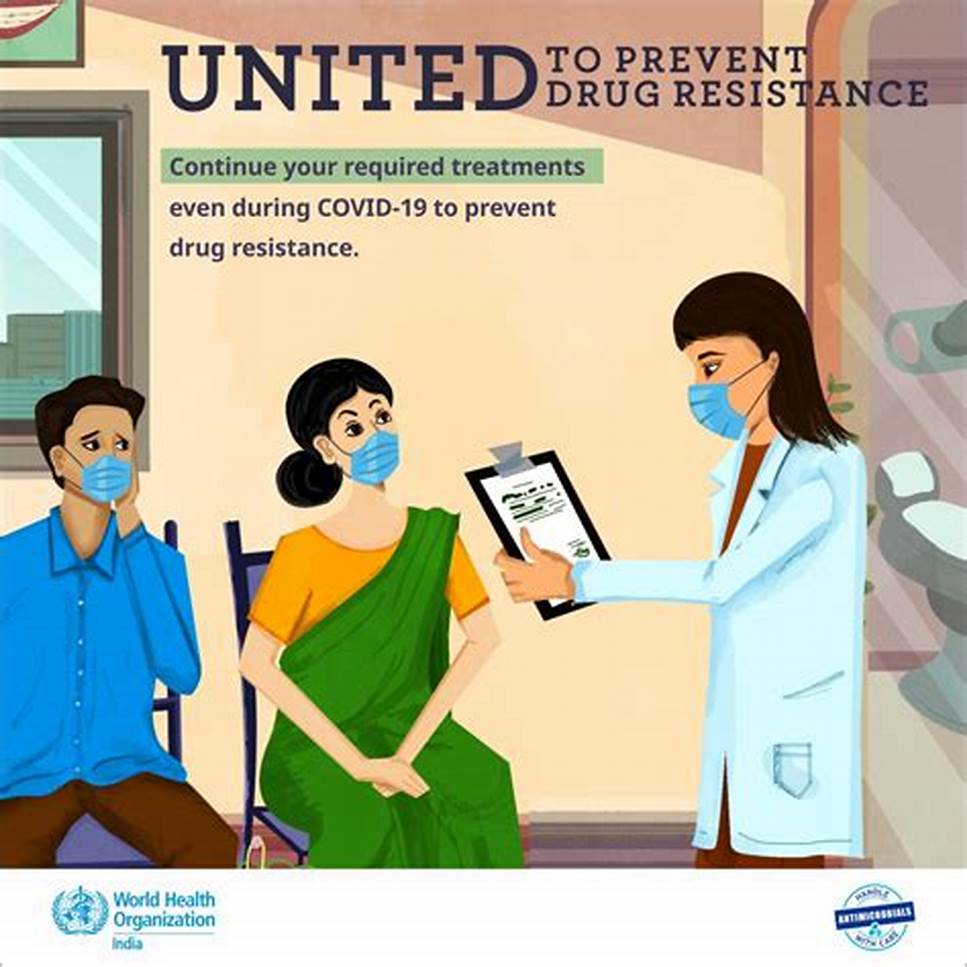 UNITED TO PREVENT
DRUG RESISTANCE
Continue your required treatments
even during COVID-19 to prevent
drug resistance.
World Health
Organization
India
HANDLE
ANTIMICROBIALS
WITH CARE